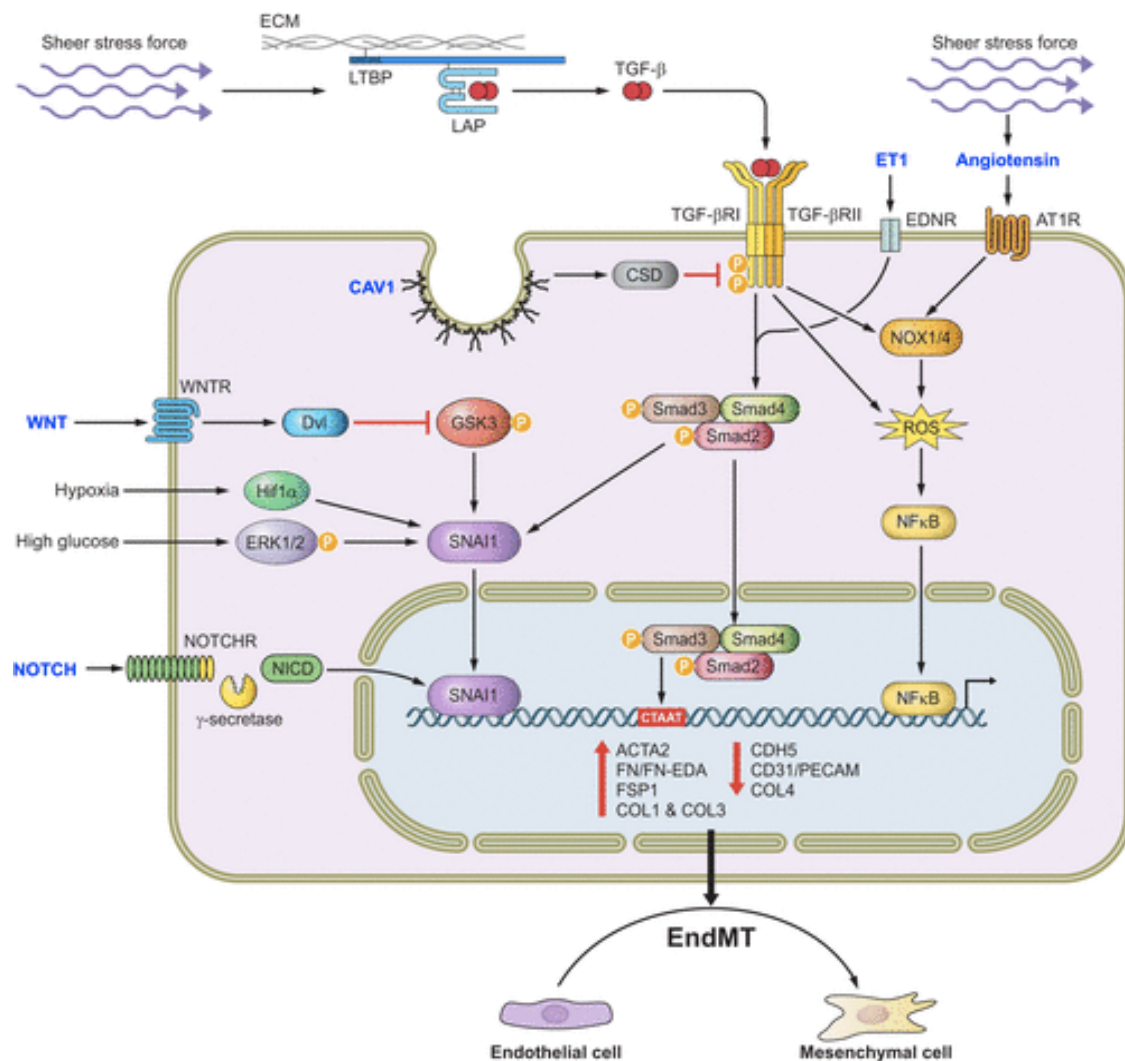 ECM
Sheer stress force
LTBP
LAP
TGF-β
Sheer stress force
ET1
Angiotensin
TGF-βRI
TGF-βRII
EDNR
AT1R
CAV1
CSD
P
P
NOX1/4
WNTR
WNT
Dvl
GSK3
P
P
Smad3
Smad4
P
Smad2
ROS
Hypoxia
Hif1α
High glucose
ERK1/2
P
SNAI1
NFκB
NOTCHR
NOTCH
NICD
γ-secretase
P
Smad3
Smad4
P
Smad2
SNAI1
CTAAT
NFκB
ACTA2
FN/FN-EDA
FSP1
COL1 & COL3
CDH5
CD31/PECAM
COL4
EndMT
Endothelial cell
Mesenchymal cell